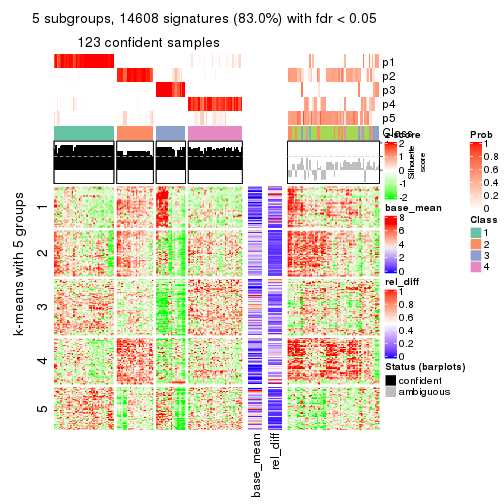 5 subgroups, 14608 signatures (83.0%) with fdr < 0.05
123 confident samples
p1
p2
p3
p4
p5
Class
z-score
2
1
0
-1
-2
Silhouette
score
k-means with 5 groups
1
2
3
4
5
base_mean
rel_diff
base_mean
8
6
4
2
0
rel_diff
1
0.8
0.6
0.4
0.2
0
Status (barplots)
confident
ambiguous
Prob
1
0.8
0.6
0.4
0.2
0
Class
1
2
3
4